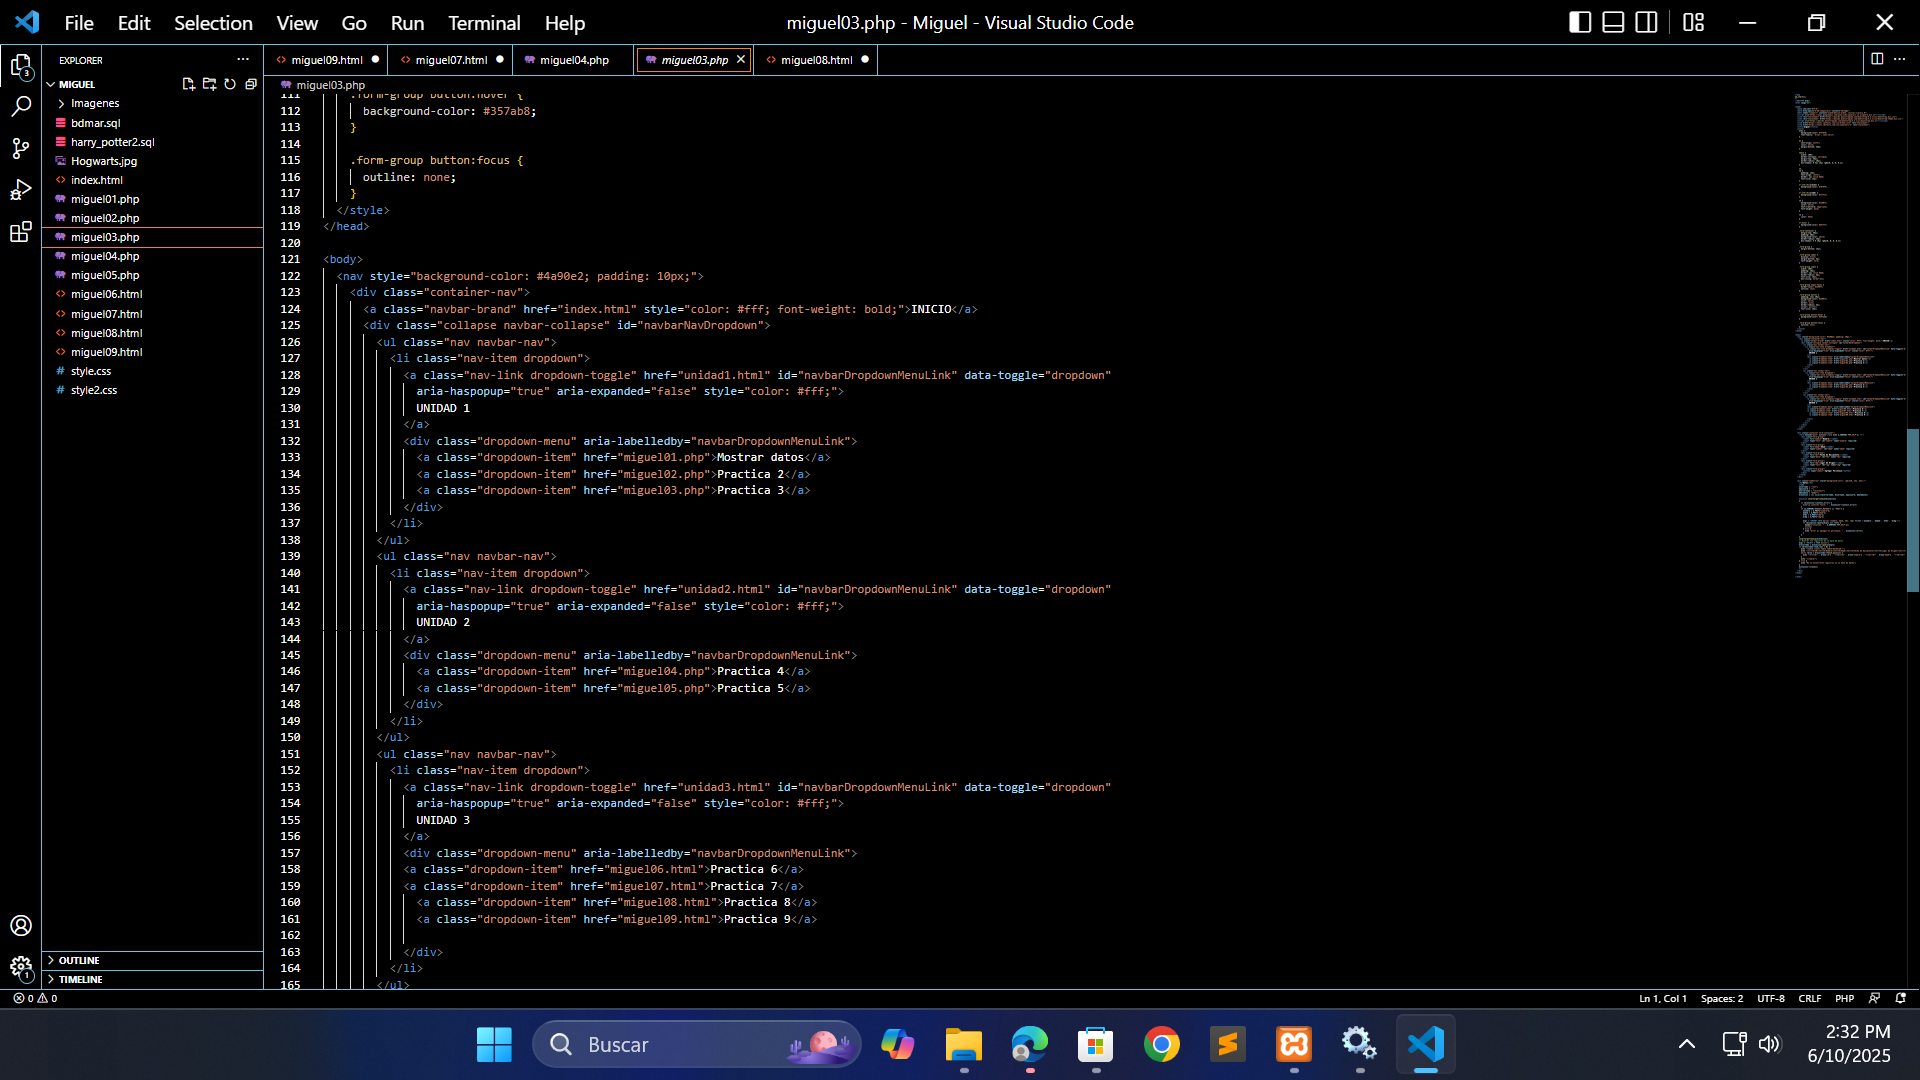 File Edit Selection View Go Run Terminal Help
miguel03.php - Miguel - Visual Studio Code
EXPLORER
miguel09.html
miguel07.html
miguel04.php
miguel03.php
miguel08.html
3
MIGUEL
Imagenes
bdmar.sql
harry_potter2.sql
Hogwarts.jpg
index.html
miguel01.php
miguel02.php
miguel03.php
miguel04.php
miguel05.php
miguel06.html
miguel07.html
miguel08.html
miguel09.html
style.css
style2.css
OUTLINE
TIMELINE
1
miguel03.php
111 .form-group button:hover {
112 background-color: #357ab8;
113 }
114
115 .form-group button:focus {
116 outline: none;
117 }
118 </style>
119 </head>
120
121 <body>
122 <nav style="background-color: #4a90e2; padding: 10px;">
123 <div class="container-nav">
124 <a class="navbar-brand" href="index.html" style="color: #fff; font-weight: bold;">INICIO</a>
125 <div class="collapse navbar-collapse" id="navbarNavDropdown">
126 <ul class="nav navbar-nav">
127 <li class="nav-item dropdown">
128 <a class="nav-link dropdown-toggle" href="unidad1.html" id="navbarDropdownMenuLink" data-toggle="dropdown"
129 aria-haspopup="true" aria-expanded="false" style="color: #fff;">
130 UNIDAD 1
131 </a>
132 <div class="dropdown-menu" aria-labelledby="navbarDropdownMenuLink">
133 <a class="dropdown-item" href="miguel01.php">Mostrar datos</a>
134 <a class="dropdown-item" href="miguel02.php">Practica 2</a>
135 <a class="dropdown-item" href="miguel03.php">Practica 3</a>
136 </div>
137 </li>
138 </ul>
139 <ul class="nav navbar-nav">
140 <li class="nav-item dropdown">
141 <a class="nav-link dropdown-toggle" href="unidad2.html" id="navbarDropdownMenuLink" data-toggle="dropdown"
142 aria-haspopup="true" aria-expanded="false" style="color: #fff;">
143 UNIDAD 2
144 </a>
145 <div class="dropdown-menu" aria-labelledby="navbarDropdownMenuLink">
146 <a class="dropdown-item" href="miguel04.php">Practica 4</a>
147 <a class="dropdown-item" href="miguel05.php">Practica 5</a>
148 </div>
149 </li>
150 </ul>
151 <ul class="nav navbar-nav">
152 <li class="nav-item dropdown">
153 <a class="nav-link dropdown-toggle" href="unidad3.html" id="navbarDropdownMenuLink" data-toggle="dropdown"
154 aria-haspopup="true" aria-expanded="false" style="color: #fff;">
155 UNIDAD 3
156 </a>
157 <div class="dropdown-menu" aria-labelledby="navbarDropdownMenuLink">
158 <a class="dropdown-item" href="miguel06.html">Practica 6</a>
159 <a class="dropdown-item" href="miguel07.html">Practica 7</a>
160 <a class="dropdown-item" href="miguel08.html">Practica 8</a>
161 <a class="dropdown-item" href="miguel09.html">Practica 9</a>
162
163 </div>
164 </li>
165 </ul>
0 0
Ln 1, Col 1 Spaces: 2 UTF-8 CRLF PHP
Buscar
2:32 PM
6/10/2025